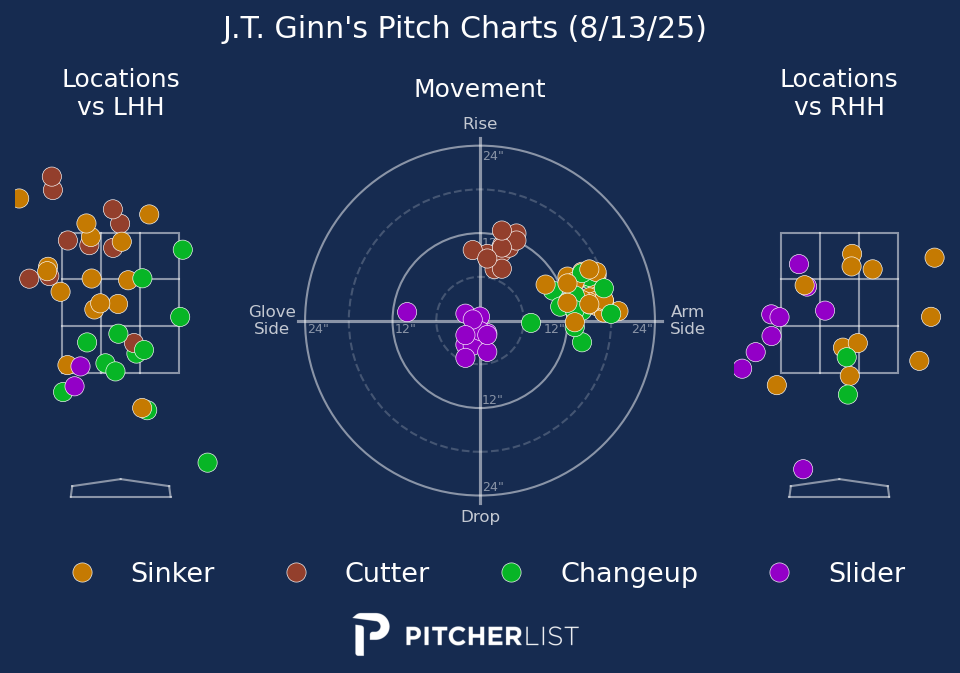 J.T. Ginn's Pitch Charts (8/13/25)
Locations
vs LHH
Movement
Locations
vs RHH
Rise
24"
Glove
Side
24"
12"
12"
24"
Arm
Side
12"
24"
Drop
Sinker
Cutter
Changeup
Slider
PITCHERLIST